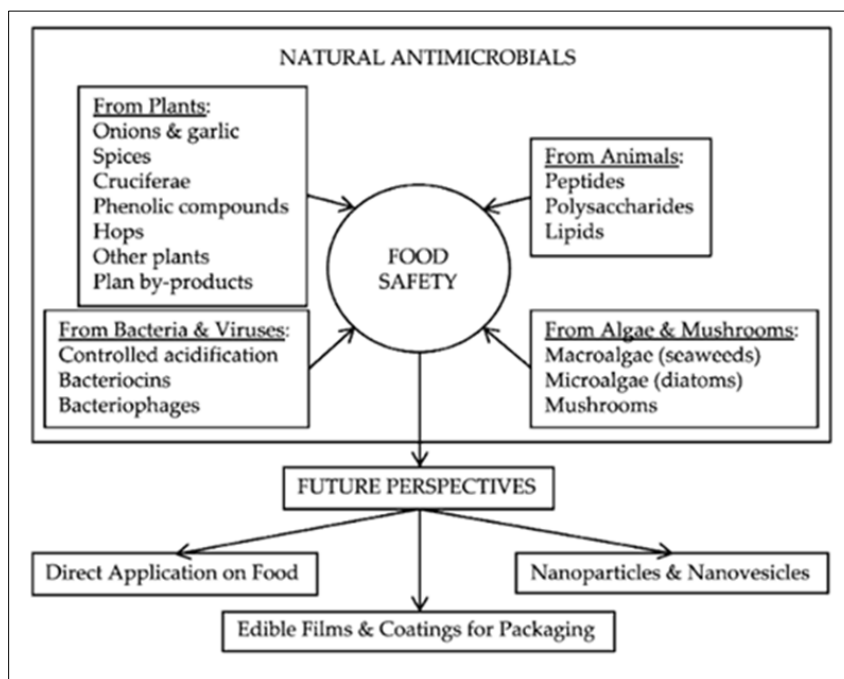 NATURAL ANTIMICROBIALS
From Plants:
Onions & garlic
Spices
Cruciferae
Phenolic compounds
Hops
Other plants
Plan by-products
From Animals:
Peptides
Polysaccharides
Lipids
FOOD
SAFETY
From Bacteria & Viruses:
Controlled acidification
Bacteriocins
Bacteriophages
From Algae & Mushrooms:
Macroalgae (seaweeds)
Microalgae (diatoms)
Mushrooms
FUTURE PERSPECTIVES
Direct Application on Food
Nanoparticles & Nanovesicles
Edible Films & Coatings for Packaging